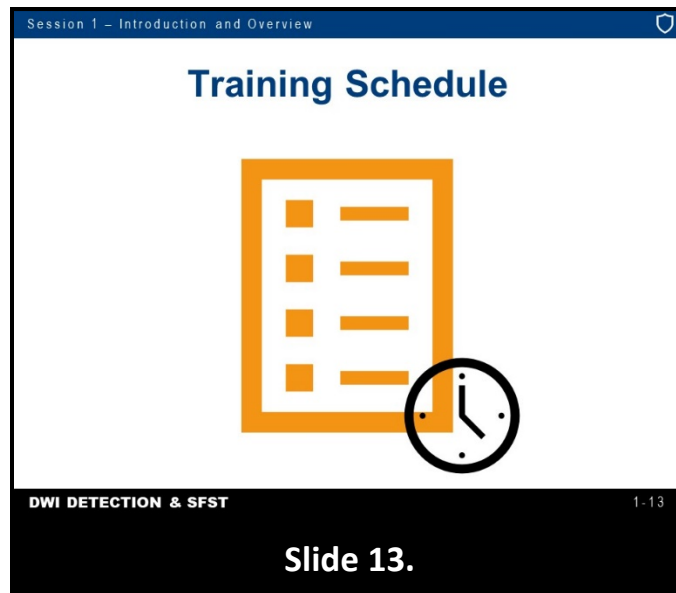 Session 1 – Introduction and Overview
Training Schedule
DWI DETECTION & SFST
1-13
Slide 13.